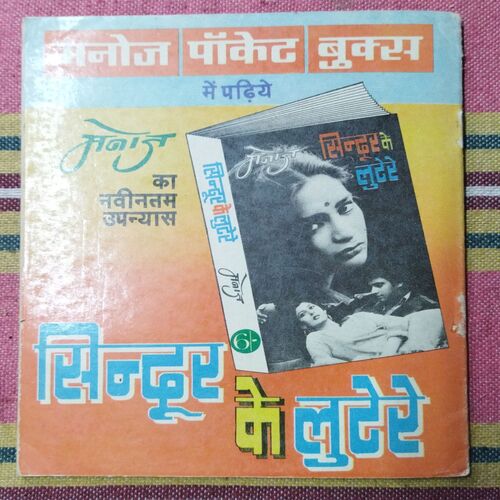 मनोज पॉकेट बुक्स
में पढ़िये
मनोज
का
नवीनतम
उपन्यास
मनोज
सिन्दूर के
लुटेरे
सिन्दूर के लुटेरे
मनोज
6/-
सिन्दूर
के लुटेरे